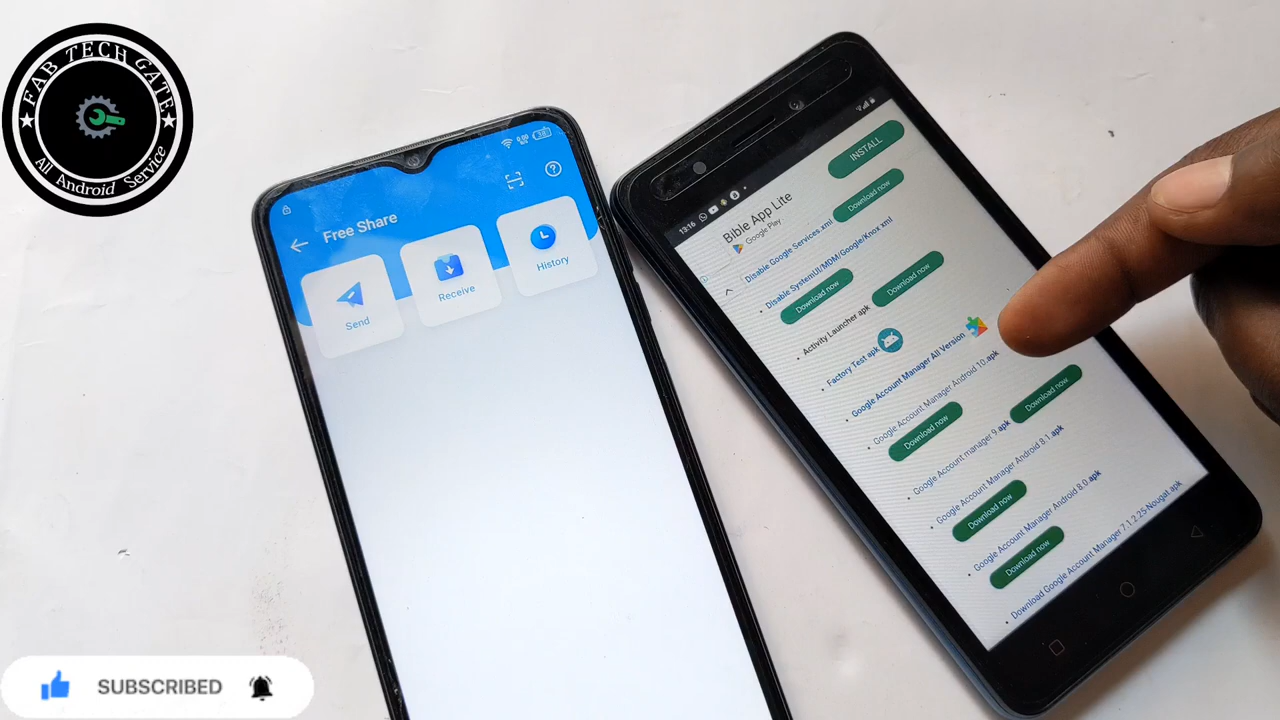 FAB TECH GATE
All Android Service
Free Share
Send
Receive
History
38
13:16
INSTALL
Bible App Lite
Google Play
Download now
Disable Google Services.xml
Disable SystemUI/MDM/Google/Knox.xml
Download now
Download now
Activity Launcher apk
Factory Test apk
Google Account Manager All Version
Google Account Manager Android 10.apk
Download now
Download now
Google Account manager 9 apk
Google Account Manager Android 8.1.apk
Download now
Google Account Manager Android 8.0.apk
Download now
Download Google Account Manager 7.1.2.25-Nougat.apk
SUBSCRIBED